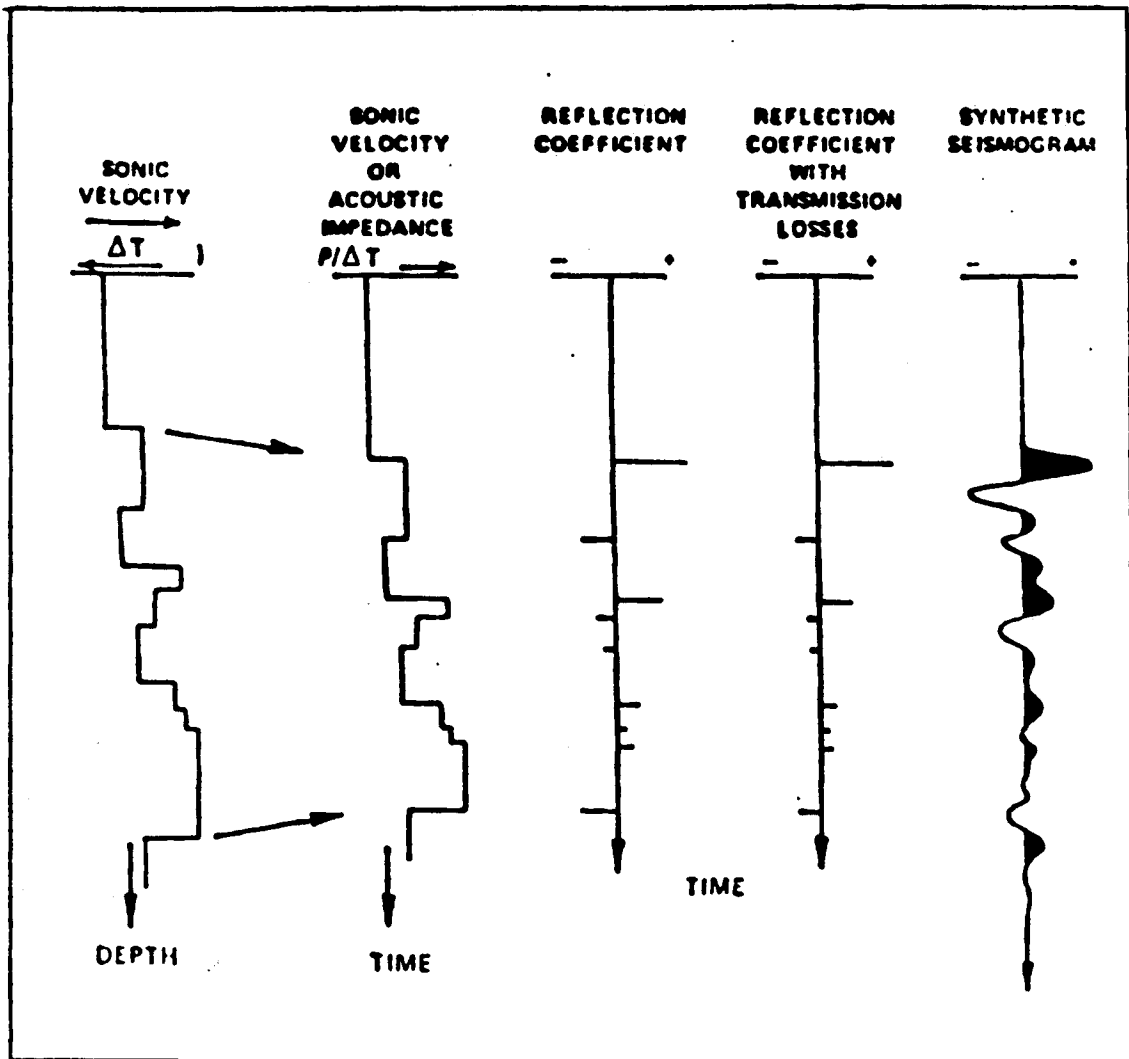 SONIC
VELOCITY
ΔT
SONIC
VELOCITY
OR
ACOUSTIC
IMPEDANCE
ρ/ΔT
REFLECTION
COEFFICIENT
- +
REFLECTION
COEFFICIENT
WITH
TRANSMISSION
LOSSES
- +
SYNTHETIC
SEISMOGRAM
-
DEPTH
TIME
TIME